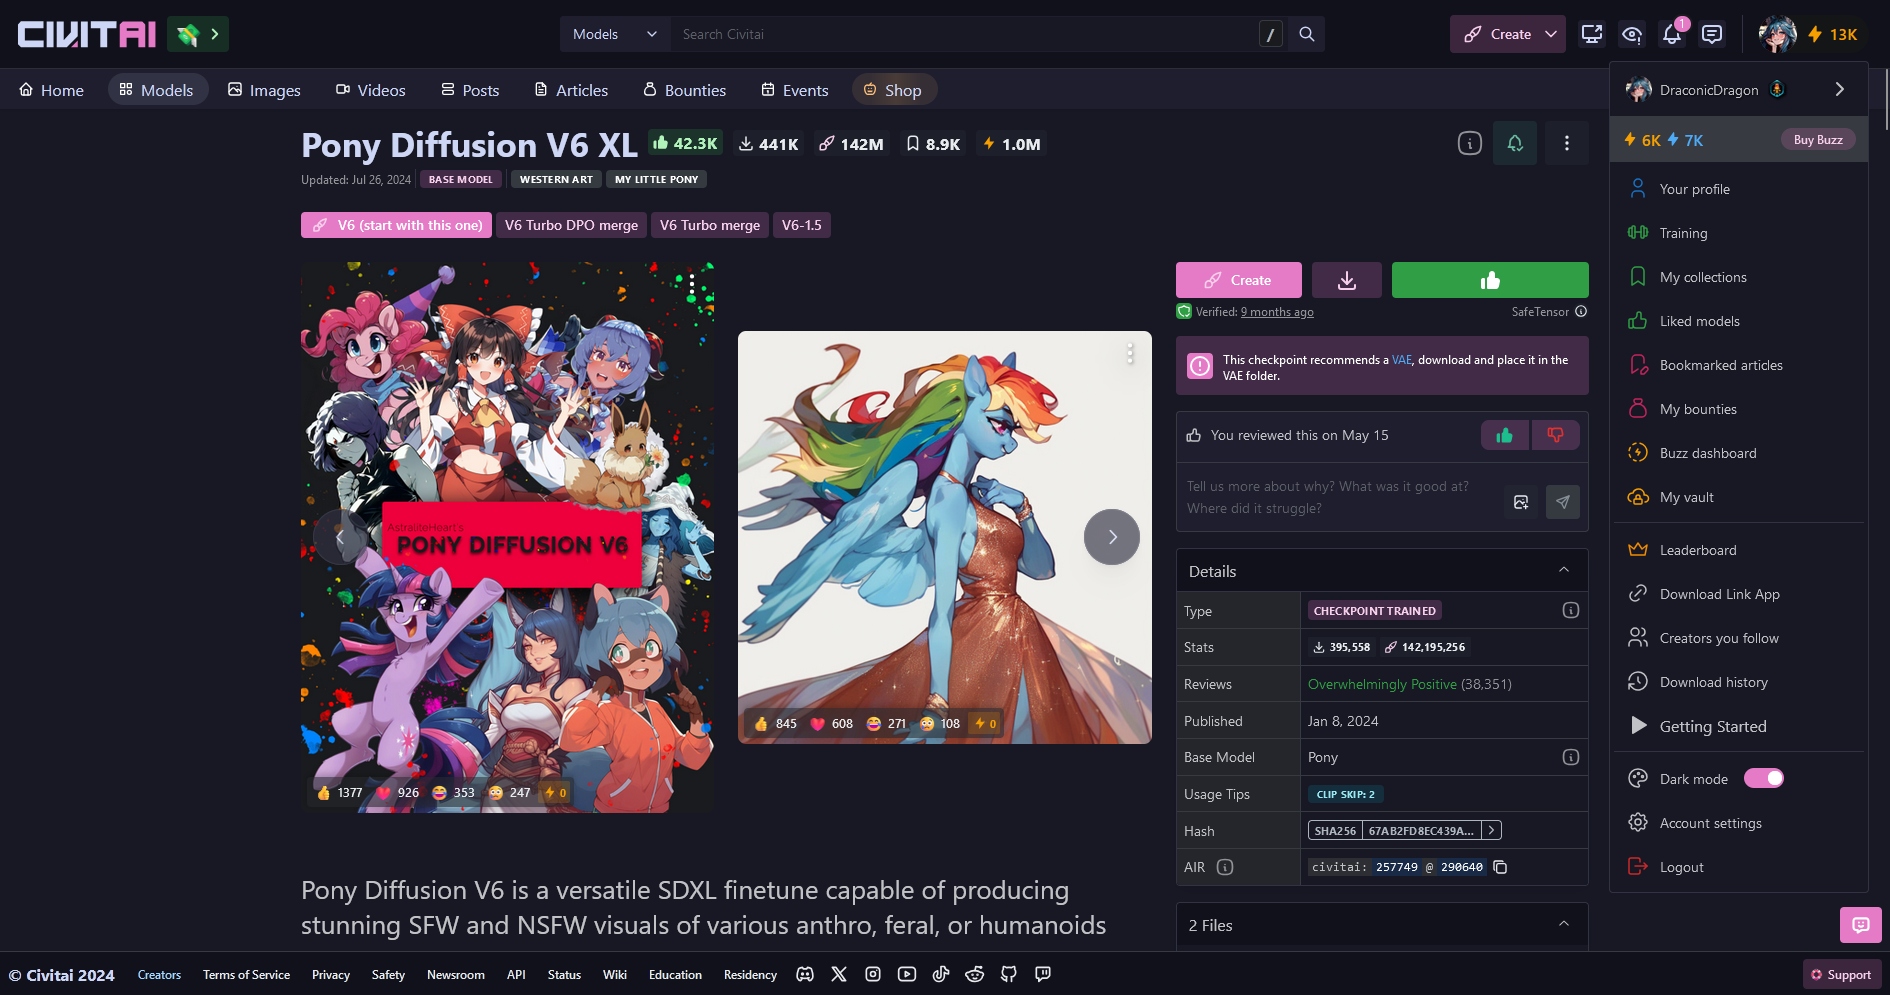 CIVITAI
Models
Search Civitai
/
Create
1
13K
Home
Models
Images
Videos
Posts
Articles
Bounties
Events
Shop
Pony Diffusion V6 XL
42.3K
441K
142M
8.9K
1.0M
Updated: Jul 26, 2024
BASE MODEL
WESTERN ART
MY LITTLE PONY
V6 (start with this one)
V6 Turbo DPO merge
V6 Turbo merge
V6-1.5
AstraliteHeart's
PONY DIFFUSION V6
1377
926
353
247
0
845
608
271
108
0
Pony Diffusion V6 is a versatile SDXL finetune capable of producing
stunning SFW and NSFW visuals of various anthro, feral, or humanoids
Create
Verified: 9 months ago
SafeTensor
This checkpoint recommends a VAE, download and place it in the
VAE folder.
You reviewed this on May 15
Tell us more about why? What was it good at?
Where did it struggle?
Details
Type
CHECKPOINT TRAINED
Stats
395,558
142,195,256
Reviews
Overwhelmingly Positive (38,351)
Published
Jan 8, 2024
Base Model
Pony
Usage Tips
CLIP SKIP: 2
Hash
SHA256
67AB2FD8EC439A...
AIR
civitai: 257749 @ 290640
2 Files
DraconicDragon
6K
7K
Buy Buzz
Your profile
Training
My collections
Liked models
Bookmarked articles
My bounties
Buzz dashboard
My vault
Leaderboard
Download Link App
Creators you follow
Download history
Getting Started
Dark mode
Account settings
Logout
© Civitai 2024
Creators
Terms of Service
Privacy
Safety
Newsroom
API
Status
Wiki
Education
Residency
Support